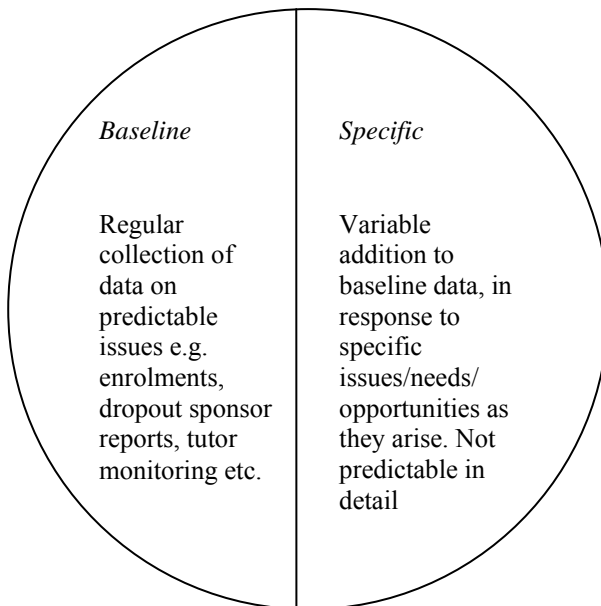 Baseline
Regular
collection of
data on
predictable
issues e.g.
enrolments,
dropout sponsor
reports, tutor
monitoring etc.
Specific
Variable
addition to
baseline data, in
response to
specific
issues/needs/
opportunities as
they arise. Not
predictable in
detail